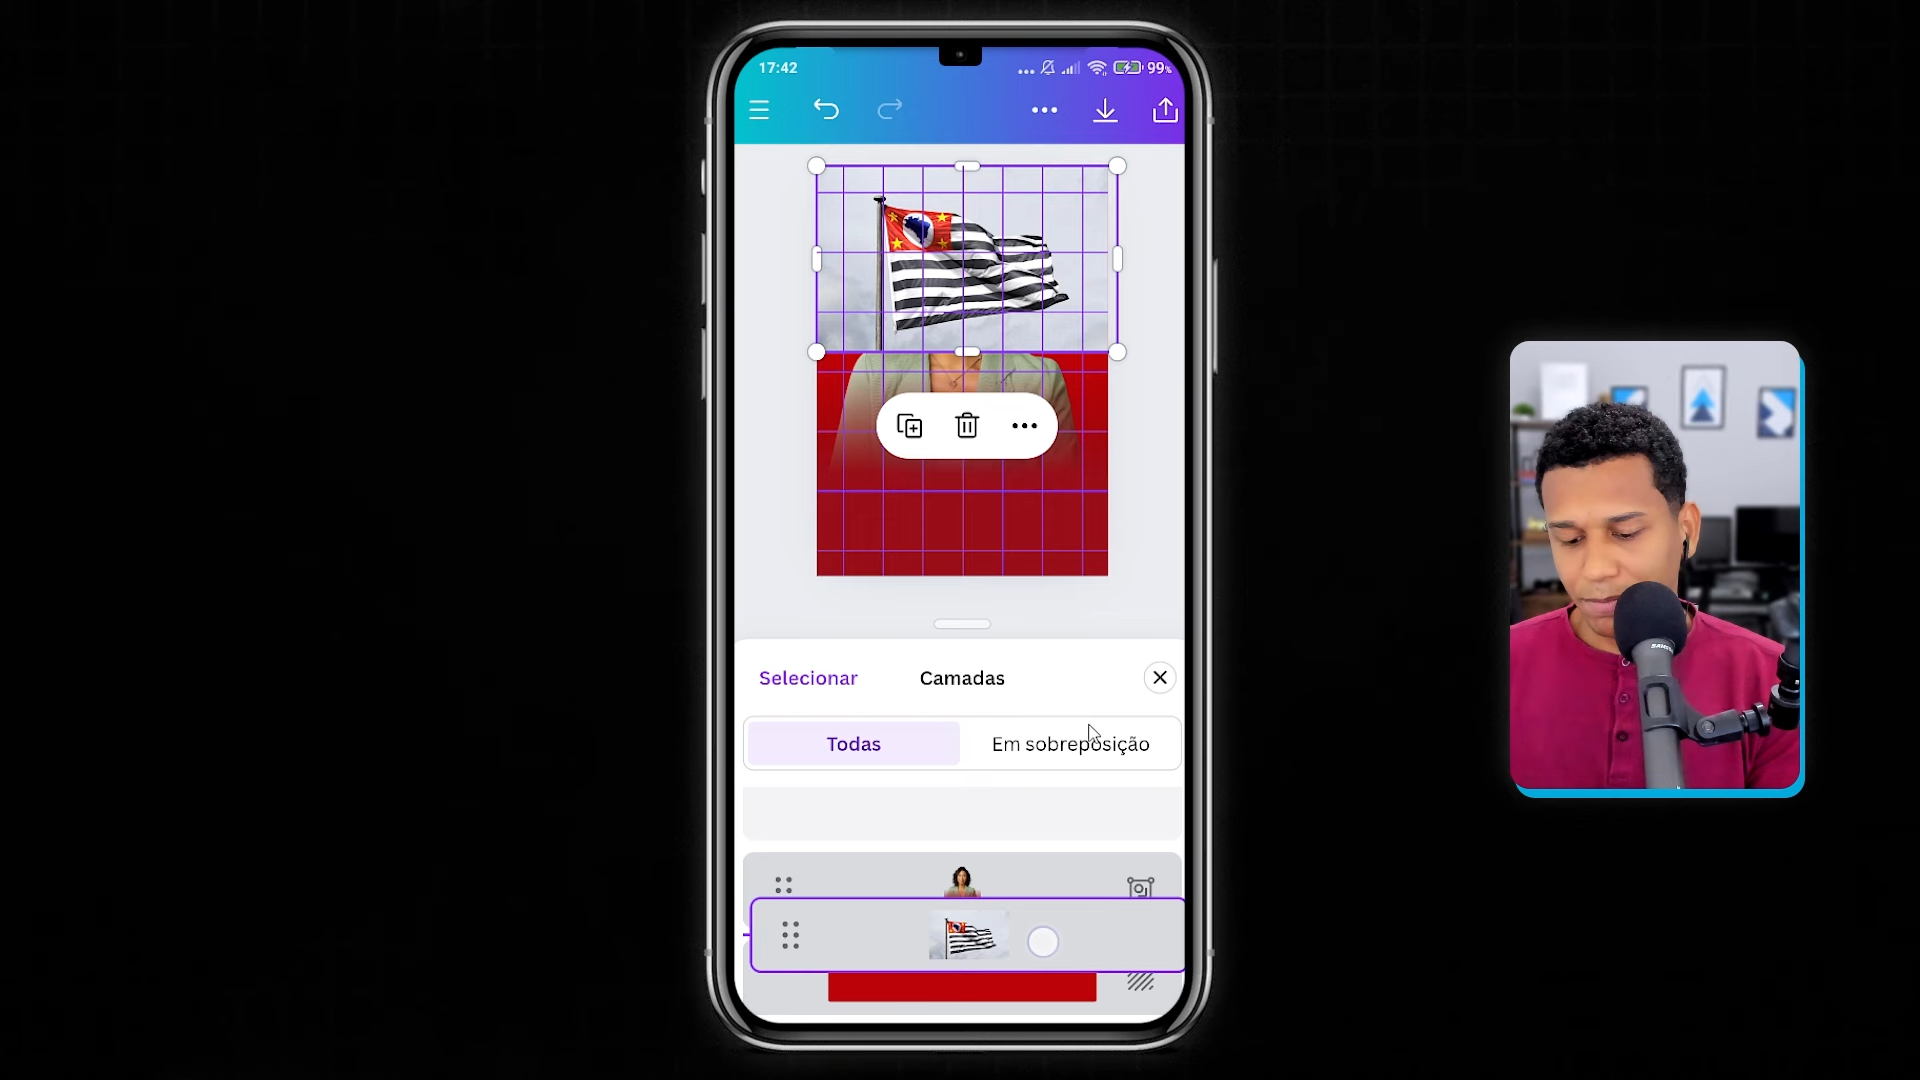 17:42
99%
Selecionar
Camadas
Todas
Em sobreposição